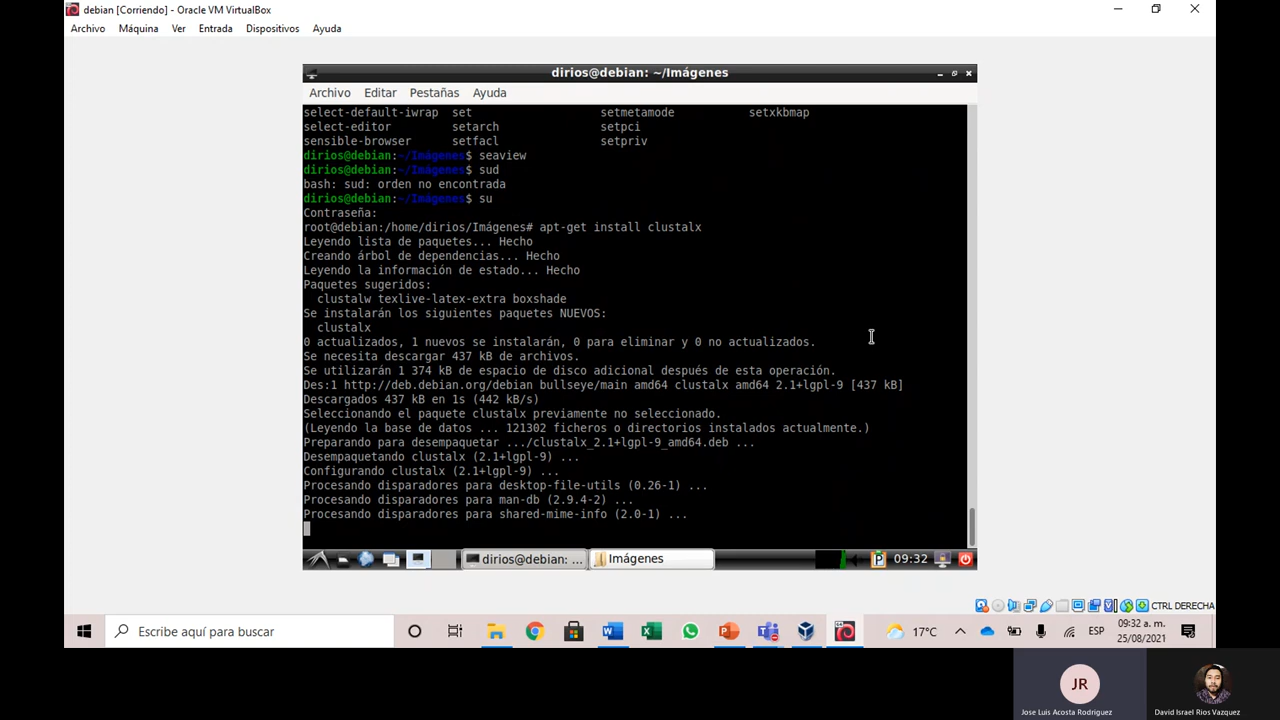 debian [Corriendo] - Oracle VM VirtualBox
Archivo Máquina Ver Entrada Dispositivos Ayuda
dirios@debian: ~/Imágenes
Archivo Editar Pestañas Ayuda
select-default-iwrap set setmetamode setxkbmap
select-editor setarch setpci
sensible-browser setfacl setpriv
dirios@debian:~/Imágenes$ seaview
dirios@debian:~/Imágenes$ sud
bash: sud: orden no encontrada
dirios@debian:~/Imágenes$ su
Contraseña:
root@debian:/home/dirios/Imágenes# apt-get install clustalx
Leyendo lista de paquetes... Hecho
Creando árbol de dependencias... Hecho
Leyendo la información de estado... Hecho
Paquetes sugeridos:
clustalw texlive-latex-extra boxshade
Se instalarán los siguientes paquetes NUEVOS:
clustalx
0 actualizados, 1 nuevos se instalarán, 0 para eliminar y 0 no actualizados.
Se necesita descargar 437 kB de archivos.
Se utilizarán 1 374 kB de espacio de disco adicional después de esta operación.
Des:1 http://deb.debian.org/debian bullseye/main amd64 clustalx amd64 2.1+lgpl-9 [437 kB]
Descargados 437 kB en 1s (442 kB/s)
Seleccionando el paquete clustalx previamente no seleccionado.
(Leyendo la base de datos ... 121302 ficheros o directorios instalados actualmente.)
Preparando para desempaquetar .../clustalx_2.1+lgpl-9_amd64.deb ...
Desempaquetando clustalx (2.1+lgpl-9) ...
Configurando clustalx (2.1+lgpl-9) ...
Procesando disparadores para desktop-file-utils (0.26-1) ...
Procesando disparadores para man-db (2.9.4-2) ...
Procesando disparadores para shared-mime-info (2.0-1) ...
dirios@debian: ... Imágenes 09:32
CTRL DERECHA
Escribe aquí para buscar 17°C ESP 09:32 a. m.
25/08/2021
JR
Jose Luis Acosta Rodriguez David Israel Rios Vazquez